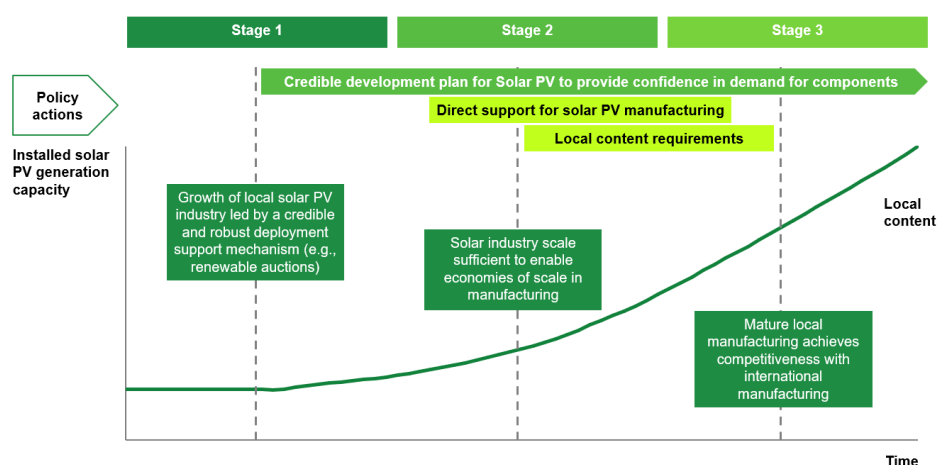 Stage 1
Stage 2
Stage 3
Policy
actions
Credible development plan for Solar PV to provide confidence in demand for components
Direct support for solar PV manufacturing
Local content requirements
Installed solar
PV generation
capacity
Growth of local solar PV
industry led by a credible
and robust deployment
support mechanism (e.g.,
renewable auctions)
Local
content
Solar industry scale
sufficient to enable
economies of scale in
manufacturing
Mature local
manufacturing achieves
competitiveness with
international
manufacturing
Time